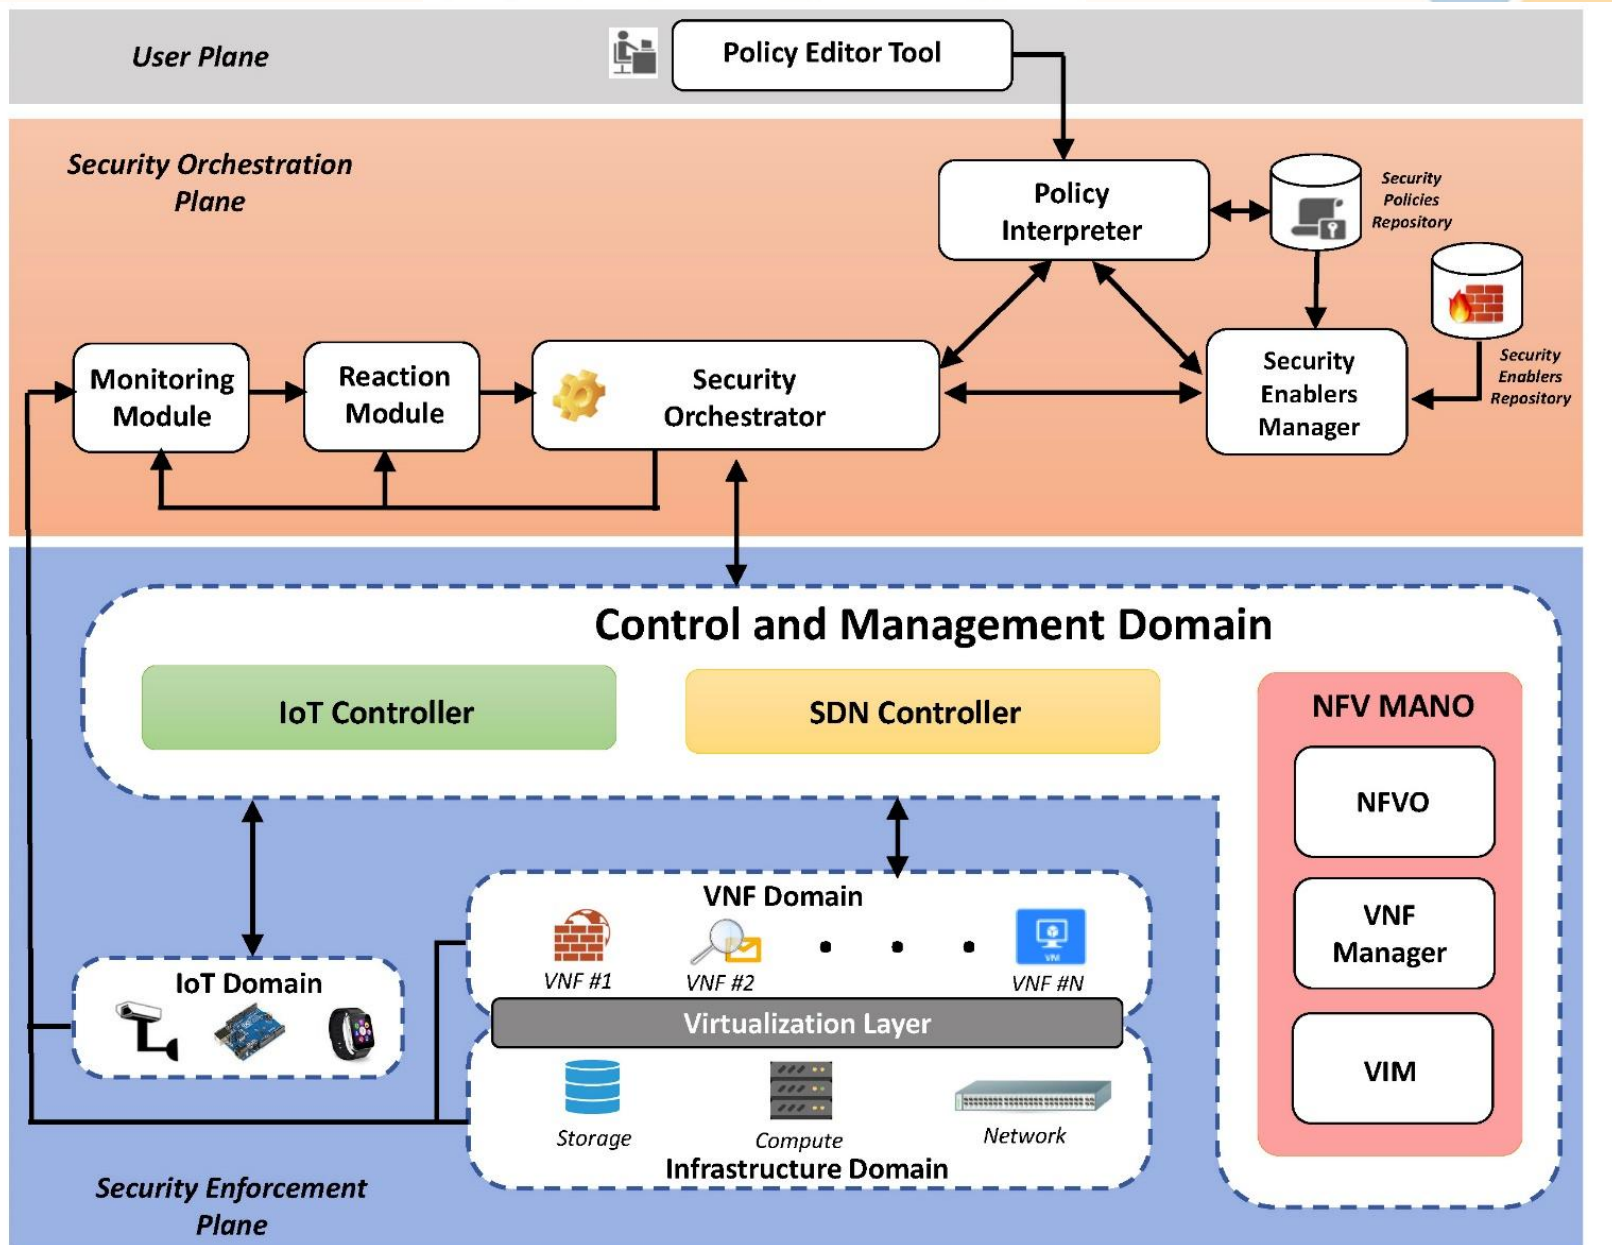 User Plane
Policy Editor Tool
Security Orchestration
Plane
Policy
Interpreter
Security
Policies
Repository
Monitoring
Module
Reaction
Module
Security
Orchestrator
Security
Enablers
Manager
Security
Enablers
Repository
Control and Management Domain
IoT Controller
SDN Controller
NFV MANO
NFVO
VNF
Manager
VIM
VNF Domain
VNF #1
VNF #2
VM
VNF #N
IoT Domain
Virtualization Layer
Storage
Compute
Network
Infrastructure Domain
Security Enforcement
Plane